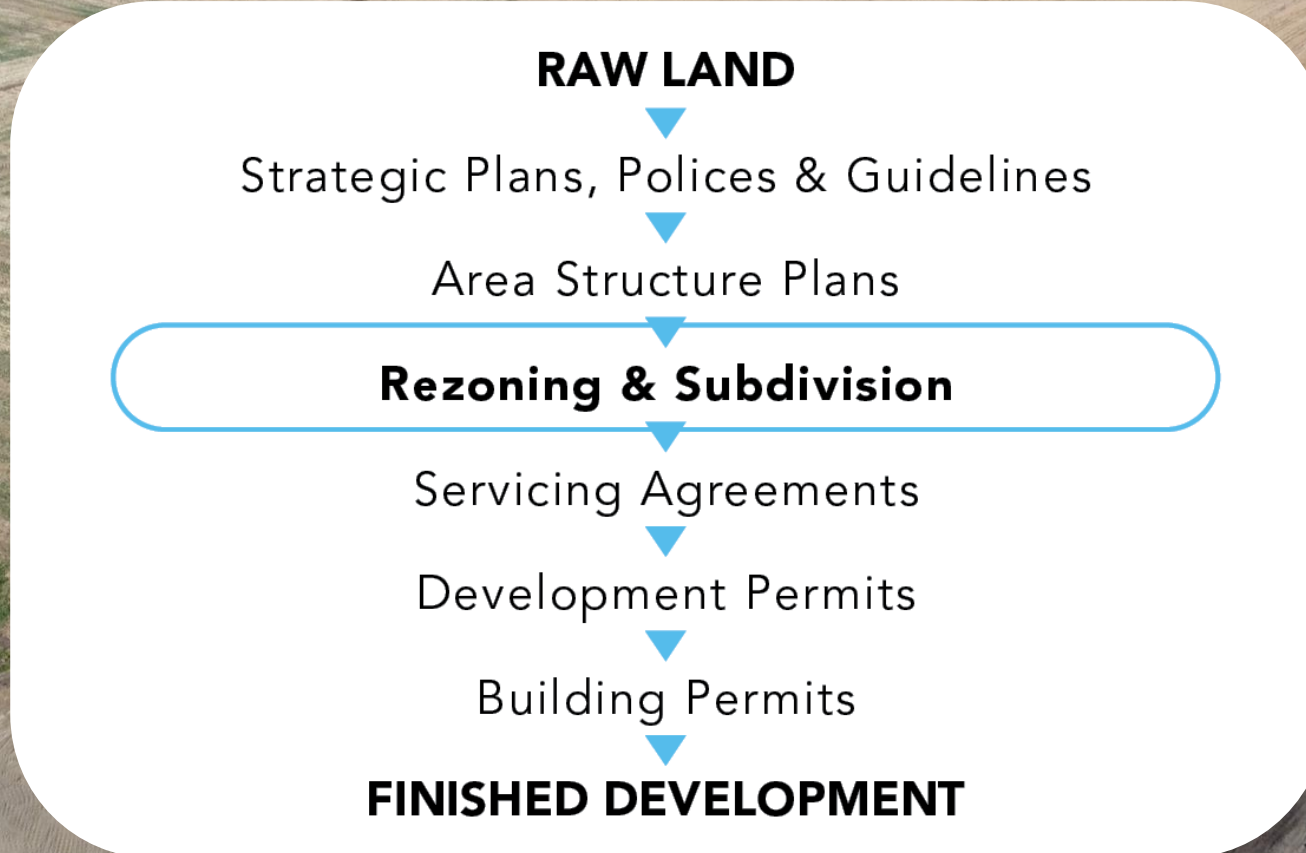 RAW LAND
Strategic Plans, Polices & Guidelines
Area Structure Plans
Rezoning & Subdivision
Servicing Agreements
Development Permits
Building Permits
FINISHED DEVELOPMENT